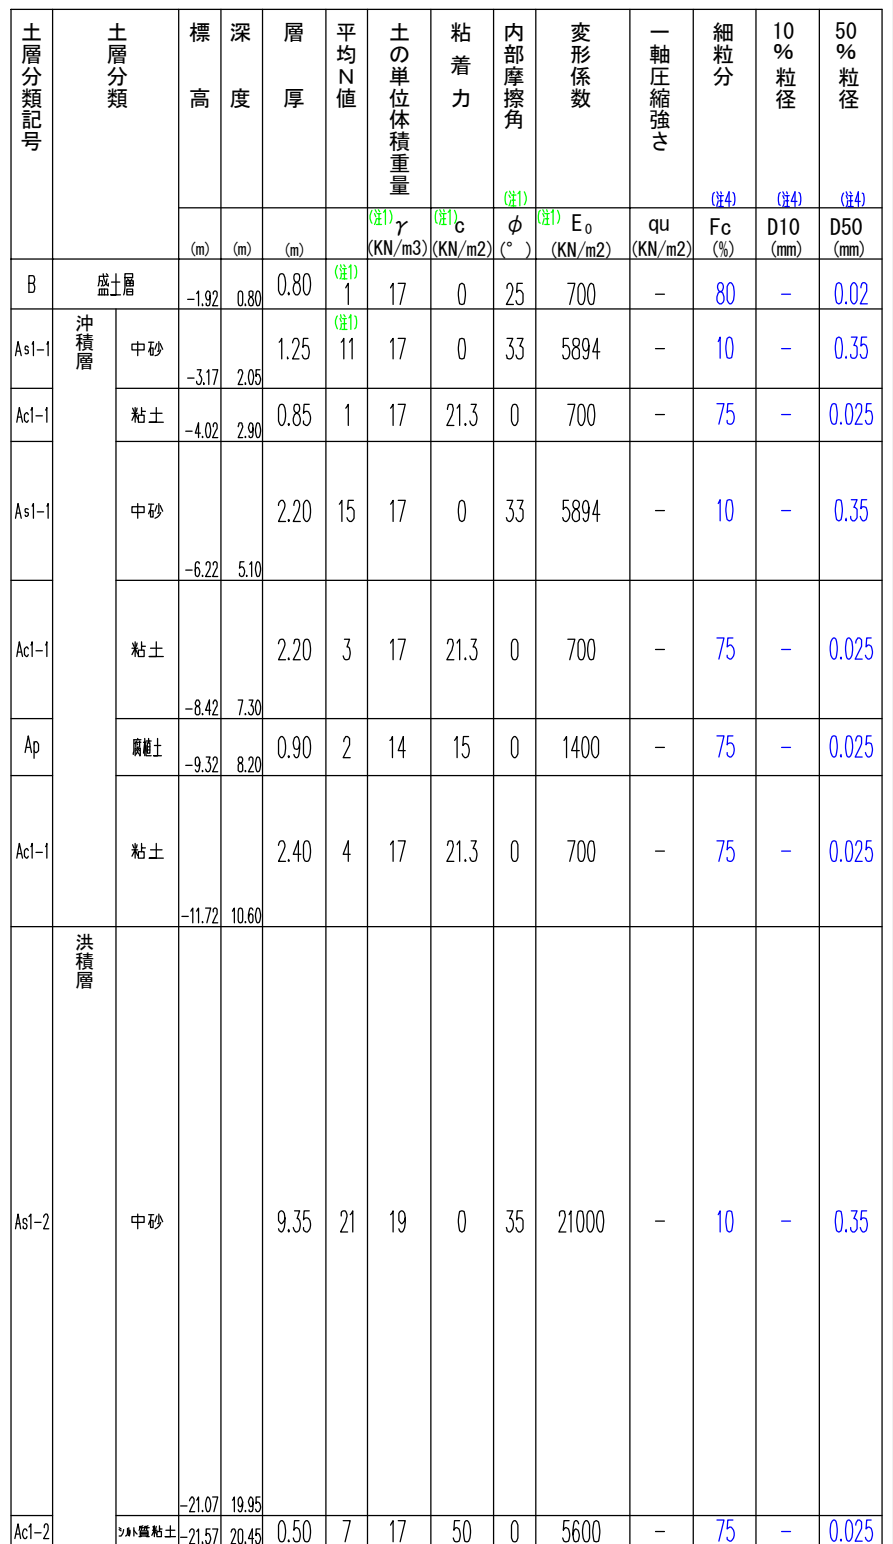 土層分類記号 土層分類 標高 深度 層厚 平均N値 土の単位体積重量 粘着力 内部摩擦角 変形係数 一軸圧縮強さ 細粒分 10%粒径 50%粒径
(注1) (注4) (注4) (注4)
(注1) γ (注1) c φ (注1) E₀ qu Fc D10 D50
(m) (m) (m) (KN/m3) (KN/m2) (° ) (KN/m2) (KN/m2) (%) (mm) (mm)
B 盛土層 -1.92 0.80 0.80 (注1) 1 17 0 25 700 - 80 - 0.02
沖積層
As1-1 中砂 -3.17 2.05 1.25 (注1) 11 17 0 33 5894 - 10 - 0.35
Ac1-1 粘土 -4.02 2.90 0.85 1 17 21.3 0 700 - 75 - 0.025
As1-1 中砂 -6.22 5.10 2.20 15 17 0 33 5894 - 10 - 0.35
Ac1-1 粘土 -8.42 7.30 2.20 3 17 21.3 0 700 - 75 - 0.025
Ap 腐植土 -9.32 8.20 0.90 2 14 15 0 1400 - 75 - 0.025
Ac1-1 粘土 -11.72 10.60 2.40 4 17 21.3 0 700 - 75 - 0.025
洪積層
As1-2 中砂 -21.07 19.95 9.35 21 19 0 35 21000 - 10 - 0.35
Ac1-2 シルト質粘土 -21.57 20.45 0.50 7 17 50 0 5600 - 75 - 0.025